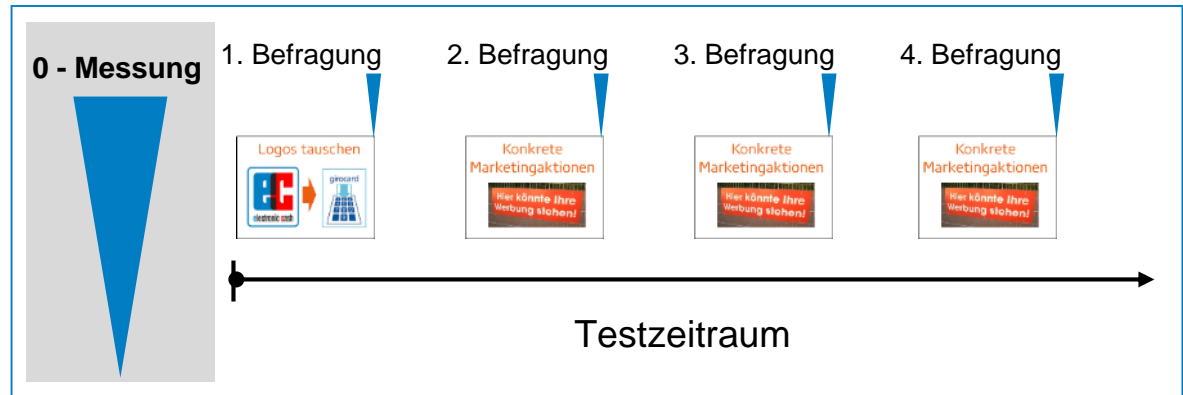 0 - Messung
1. Befragung
2. Befragung
3. Befragung
4. Befragung
Logos tauschen
ec
electronic cash
girocard
Konkrete
Marketingaktionen
Hier könnte Ihre
Werbung stehen!
Konkrete
Marketingaktionen
Hier könnte Ihre
Werbung stehen!
Konkrete
Marketingaktionen
Hier könnte Ihre
Werbung stehen!
Testzeitraum